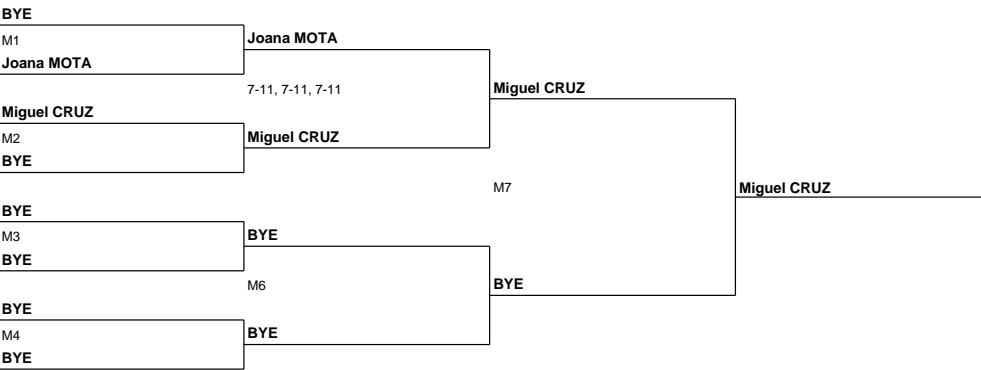 BYE
M1
Joana MOTA
Joana MOTA
7-11, 7-11, 7-11
Miguel CRUZ
Miguel CRUZ
M2
Miguel CRUZ
BYE
M7
Miguel CRUZ
BYE
M3
BYE
BYE
M6
BYE
BYE
M4
BYE
BYE